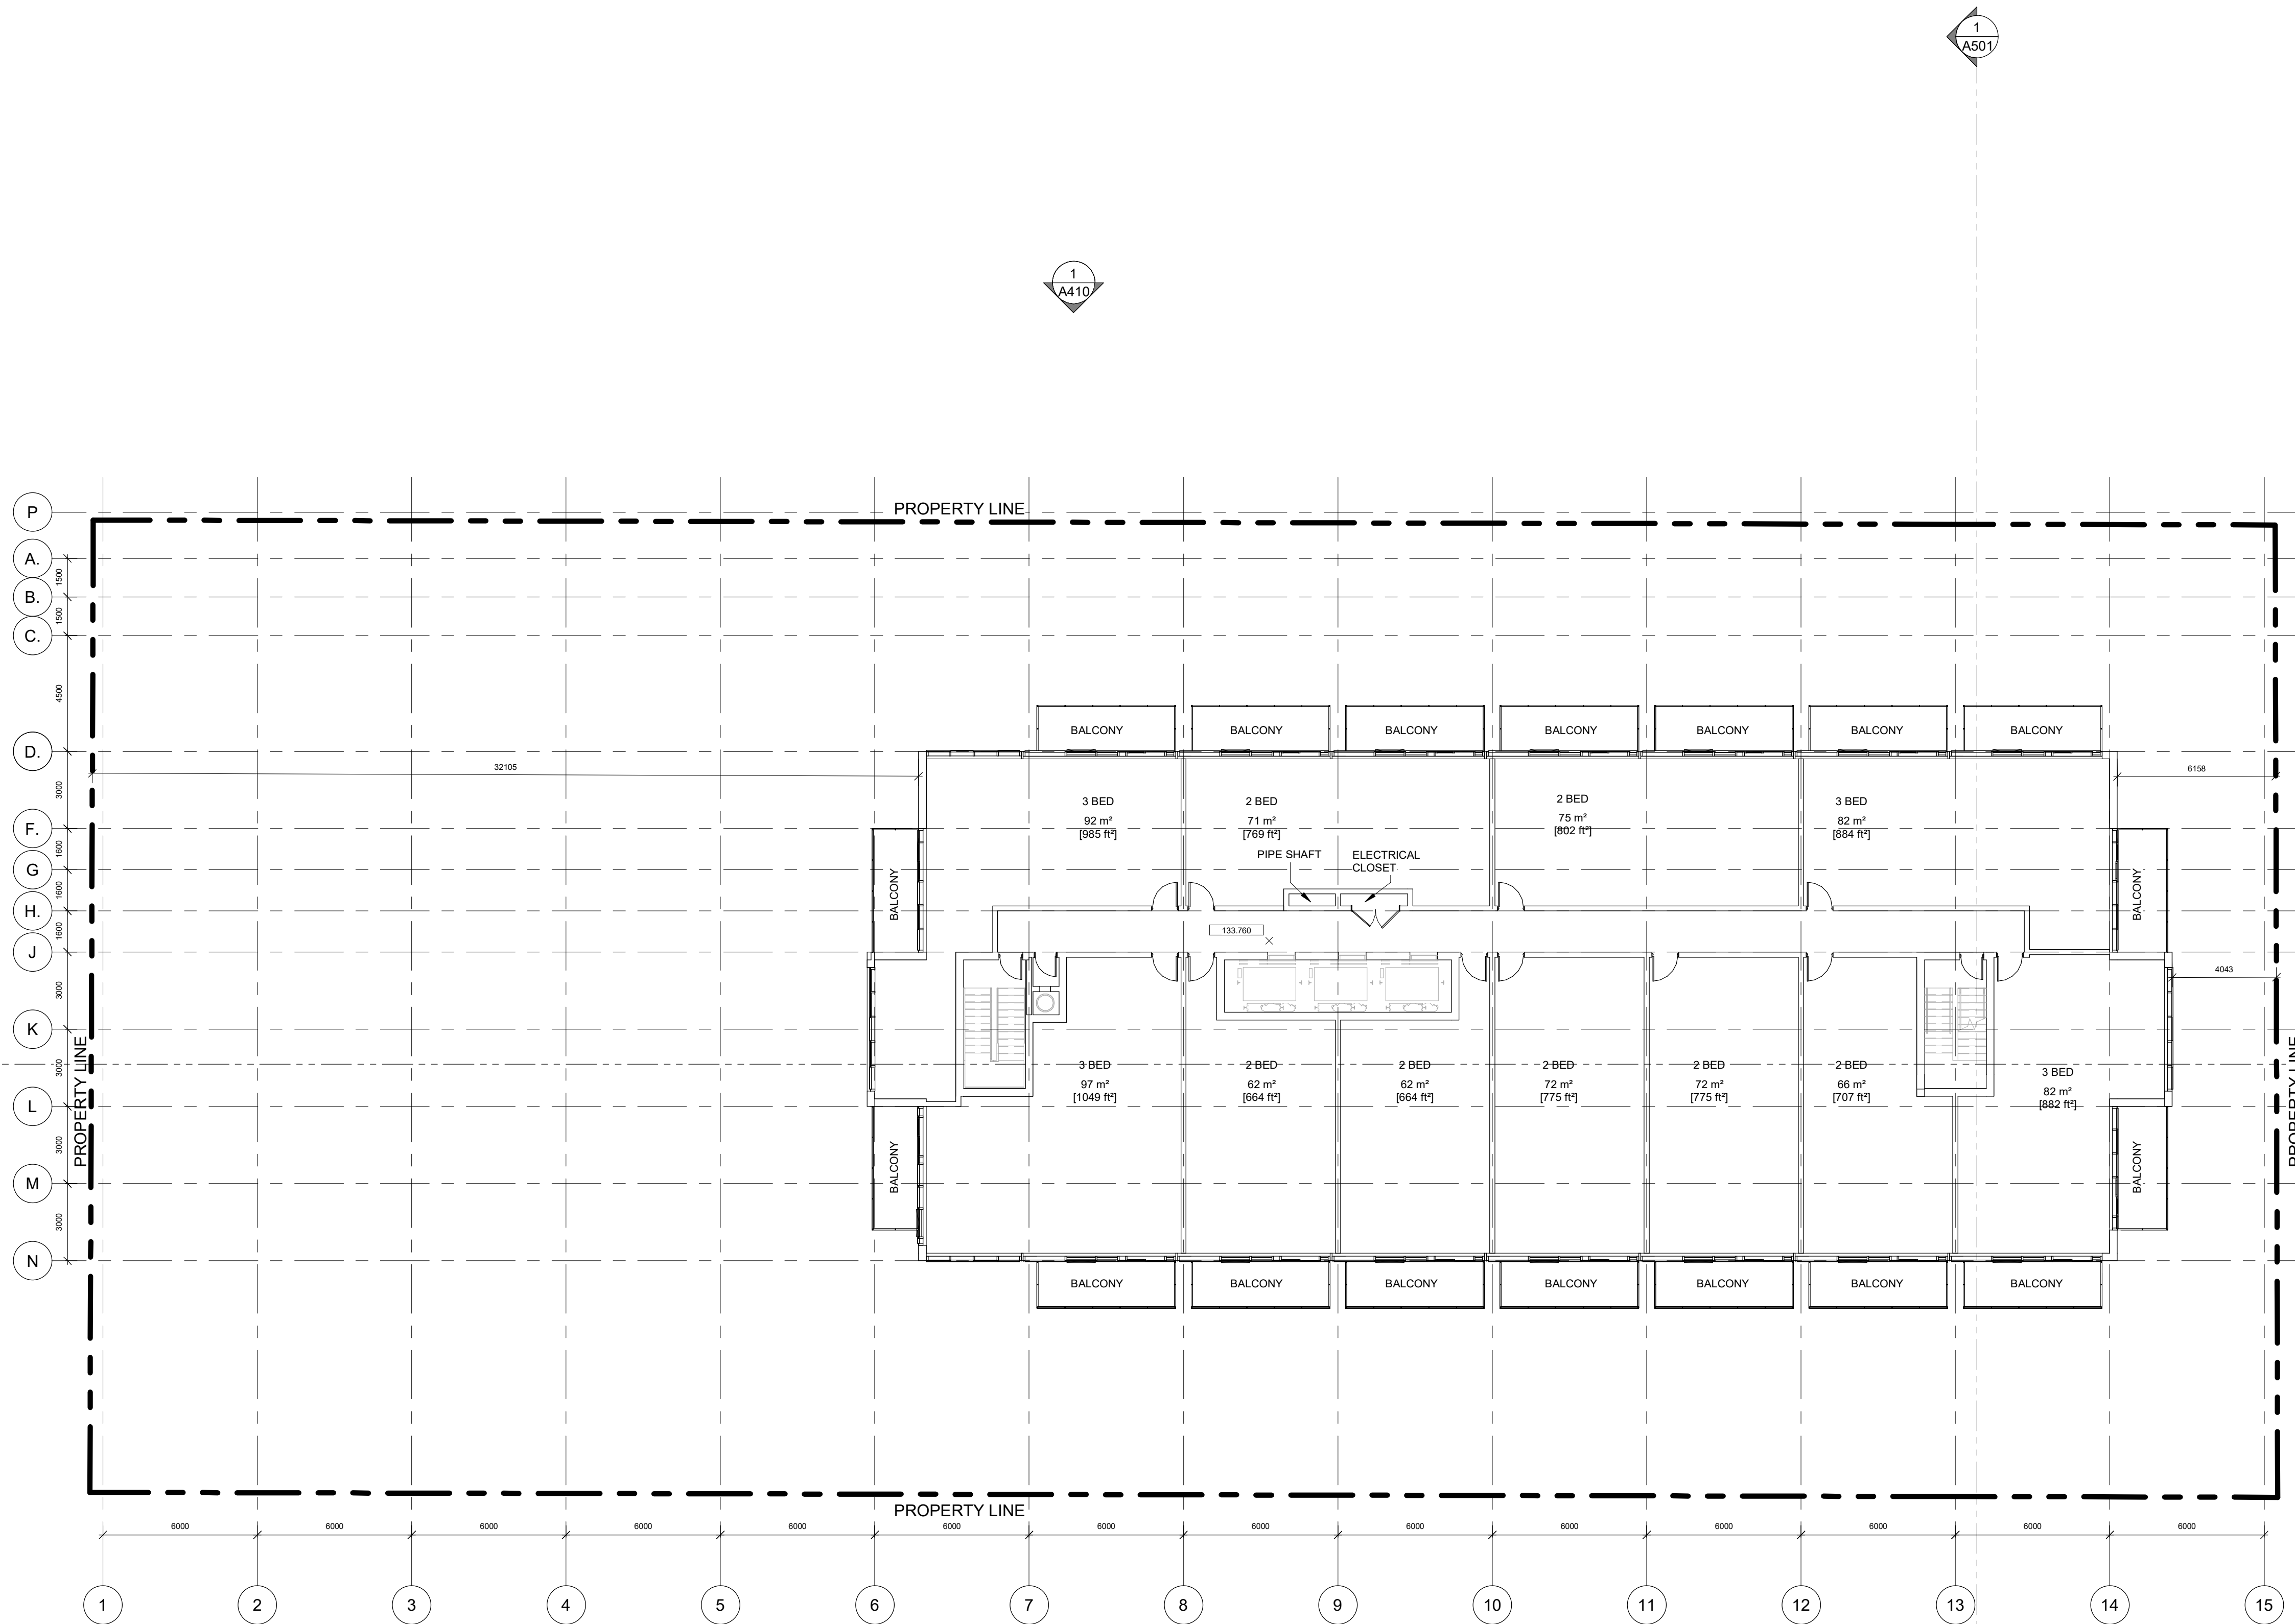 1
A501
1
A410
PROPERTY LINE
P
A.
1500
B.
1500
C.
4500
D.
3000
F.
1600
G
1600
H.
1600
J
3000
K
3000
L
3000
M
3000
N
BALCONY
BALCONY
BALCONY
BALCONY
BALCONY
BALCONY
BALCONY
32105
6158
3 BED
92 m²
[985 ft²]
2 BED
71 m²
[769 ft²]
2 BED
75 m²
[802 ft²]
3 BED
82 m²
[884 ft²]
PIPE SHAFT
ELECTRICAL
CLOSET
BALCONY
BALCONY
133.760
4043
PROPERTY LINE
3 BED
97 m²
[1049 ft²]
2 BED
62 m²
[664 ft²]
2 BED
62 m²
[664 ft²]
2 BED
72 m²
[775 ft²]
2 BED
72 m²
[775 ft²]
2 BED
66 m²
[707 ft²]
3 BED
82 m²
[882 ft²]
PROPERTY LINE
BALCONY
BALCONY
BALCONY
BALCONY
BALCONY
BALCONY
BALCONY
BALCONY
BALCONY
PROPERTY LINE
6000
6000
6000
6000
6000
6000
6000
6000
6000
6000
6000
6000
6000
6000
1
2
3
4
5
6
7
8
9
10
11
12
13
14
15